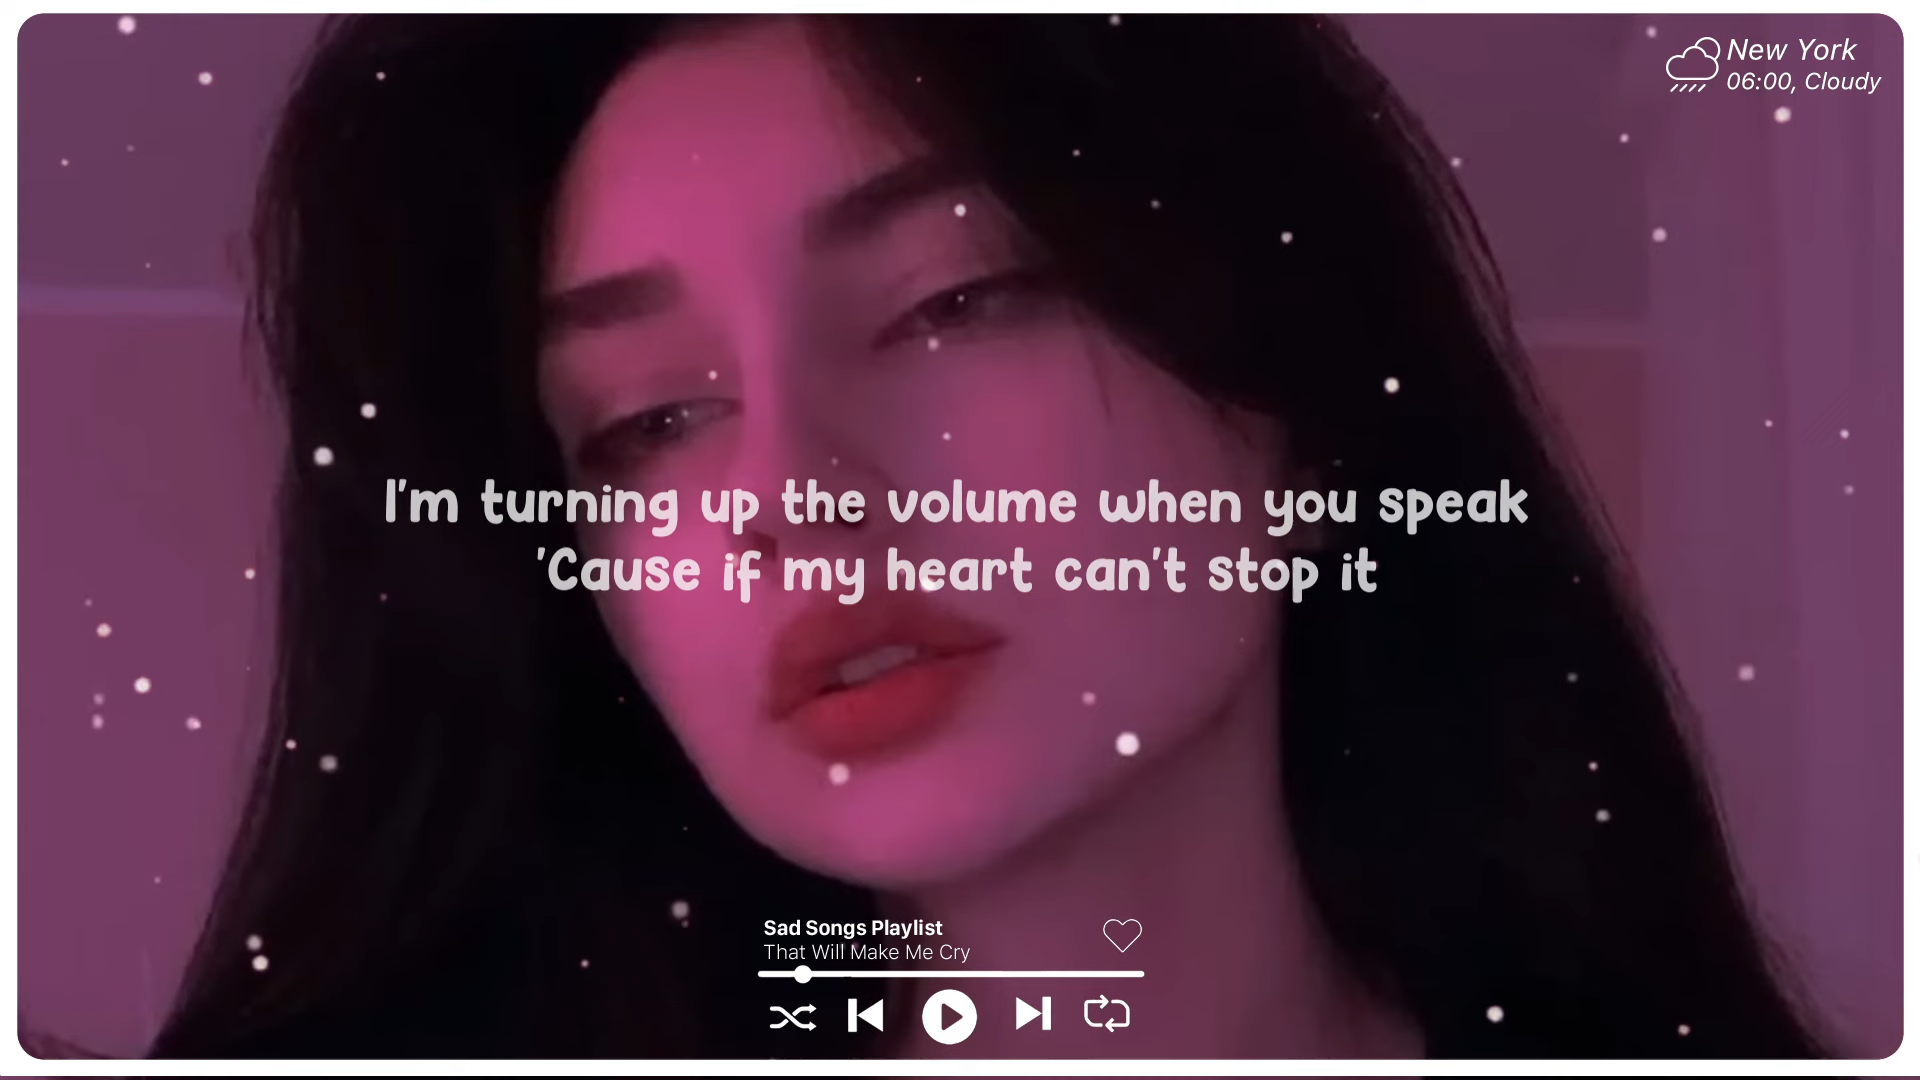 New York
06:00, Cloudy
I'm turning up the volume when you speak
'Cause if my heart can't stop it
Sad Songs Playlist
That Will Make Me Cry